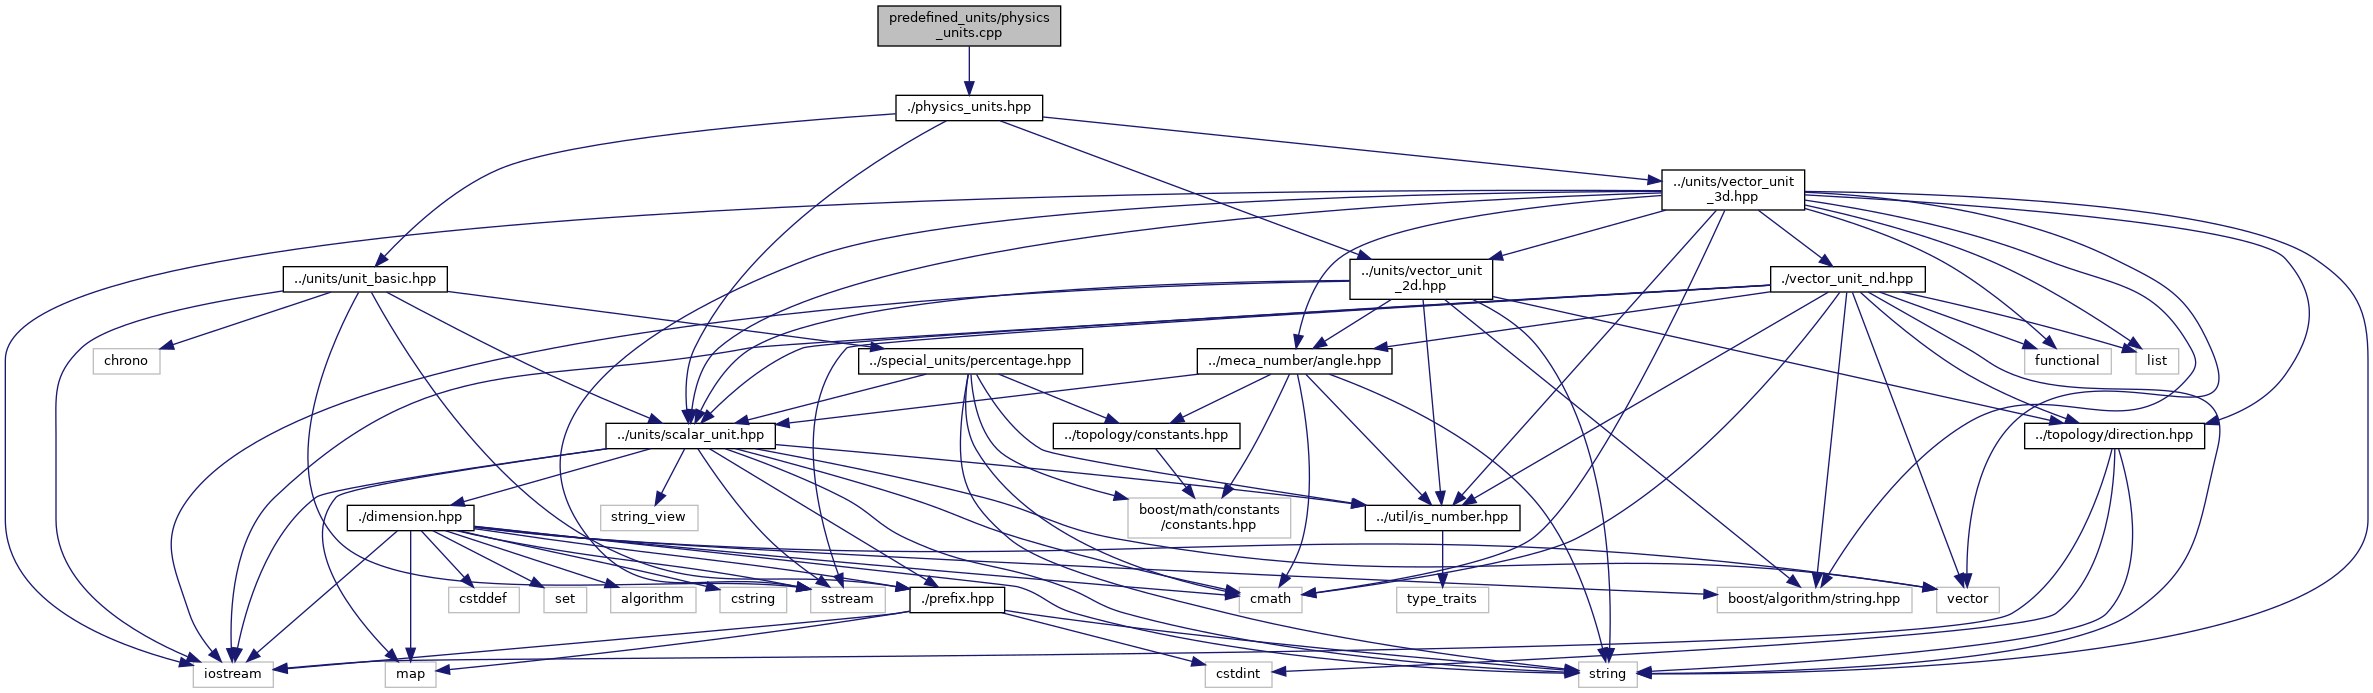 predefined_units/physics
_units.cpp
./physics_units.hpp
../units/vector_unit
_3d.hpp
../units/unit_basic.hpp
../units/vector_unit
_2d.hpp
./vector_unit_nd.hpp
chrono
../special_units/percentage.hpp
../meca_number/angle.hpp
functional
list
../units/scalar_unit.hpp
../topology/constants.hpp
../topology/direction.hpp
./dimension.hpp
string_view
boost/math/constants
/constants.hpp
../util/is_number.hpp
cstddef
set
algorithm
cstring
sstream
./prefix.hpp
cmath
type_traits
boost/algorithm/string.hpp
vector
iostream
map
cstdint
string